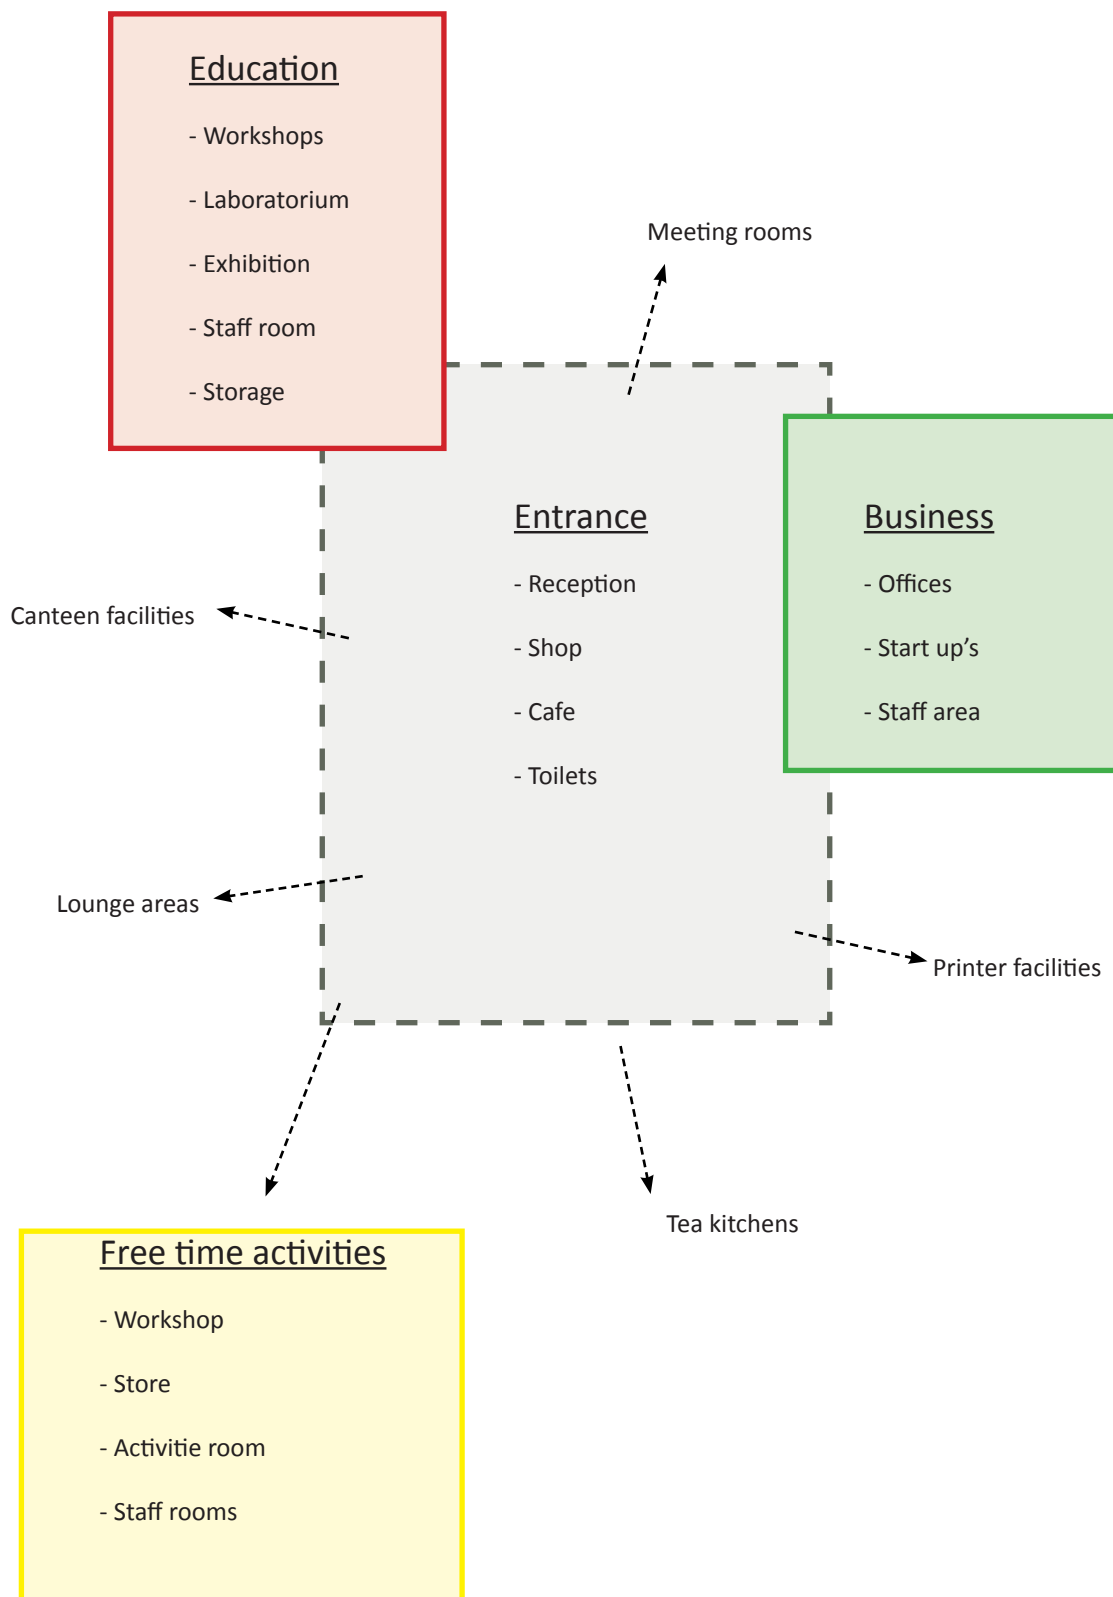 Education
- Workshops
- Laboratorium
- Exhibition
- Staff room
- Storage
Meeting rooms
Entrance
- Reception
- Shop
- Cafe
- Toilets
Business
- Offices
- Start up’s
- Staff area
Canteen facilities
Lounge areas
Printer facilities
Tea kitchens
Free time activities
- Workshop
- Store
- Activitie room
- Staff rooms